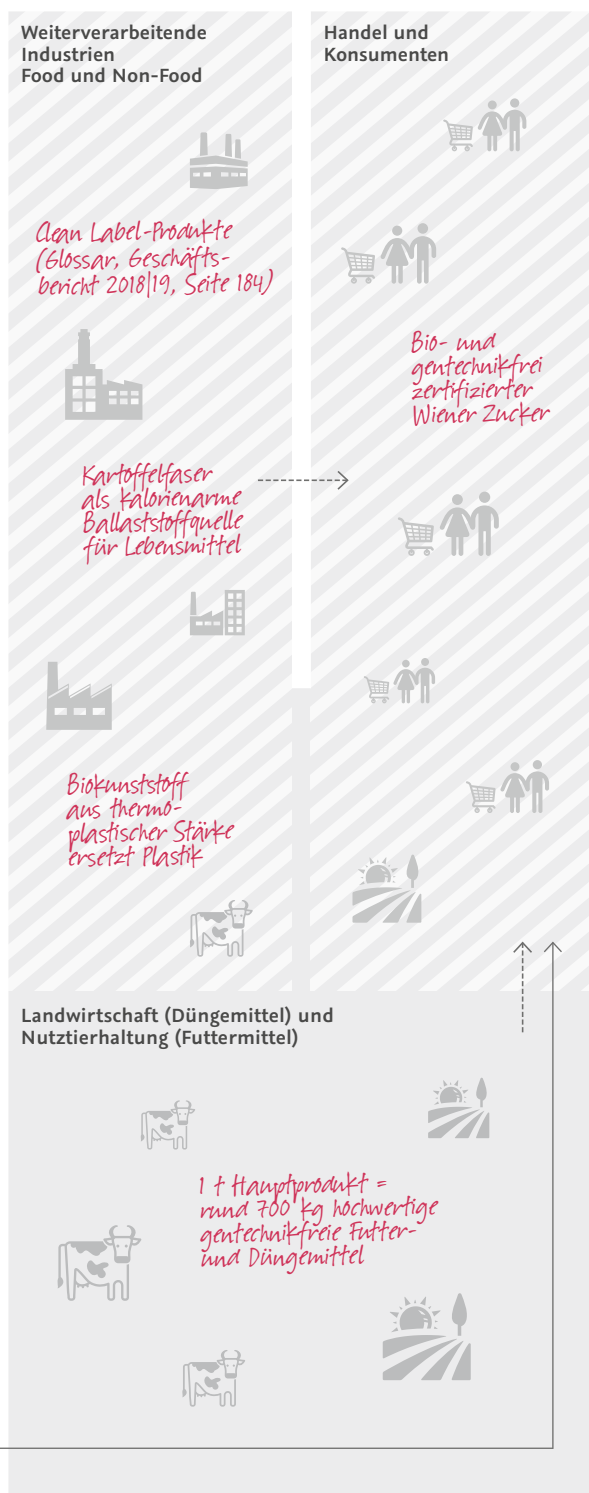 Weiterverarbeitende
Industrien
Food und Non-Food
Clean Label-Produkte
(Glossar, Geschäfts-
bericht 2018|19, Seite 184)
Kartoffelfaser
als kalorienarme
Ballaststoffquelle
für Lebensmittel
Biokunststoff
aus thermo-
plastischer Stärke
ersetzt Plastik
Handel und
Konsumenten
Bio- und
gentechnikfrei
zertifizierter
Wiener Zucker
Landwirtschaft (Düngemittel) und
Nutztierhaltung (Futtermittel)
1 t Hauptprodukt =
rund 700 kg hochwertige
gentechnikfreie Futter-
und Düngemittel